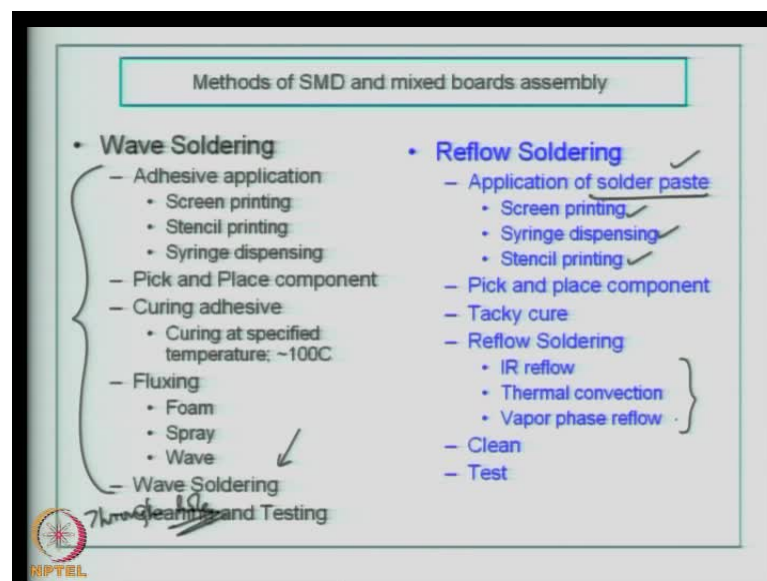 Methods of SMD and mixed boards assembly
• Wave Soldering
– Adhesive application
• Screen printing
• Stencil printing
• Syringe dispensing
– Pick and Place component
– Curing adhesive
• Curing at specified
temperature; ~100C
– Fluxing
• Foam
• Spray
• Wave
– Wave Soldering
Through hole
Cleaning and Testing
• Reflow Soldering
– Application of solder paste
• Screen printing
• Syringe dispensing
• Stencil printing
– Pick and place component
– Tacky cure
– Reflow Soldering
• IR reflow
• Thermal convection
• Vapor phase reflow
– Clean
– Test
NPTEL